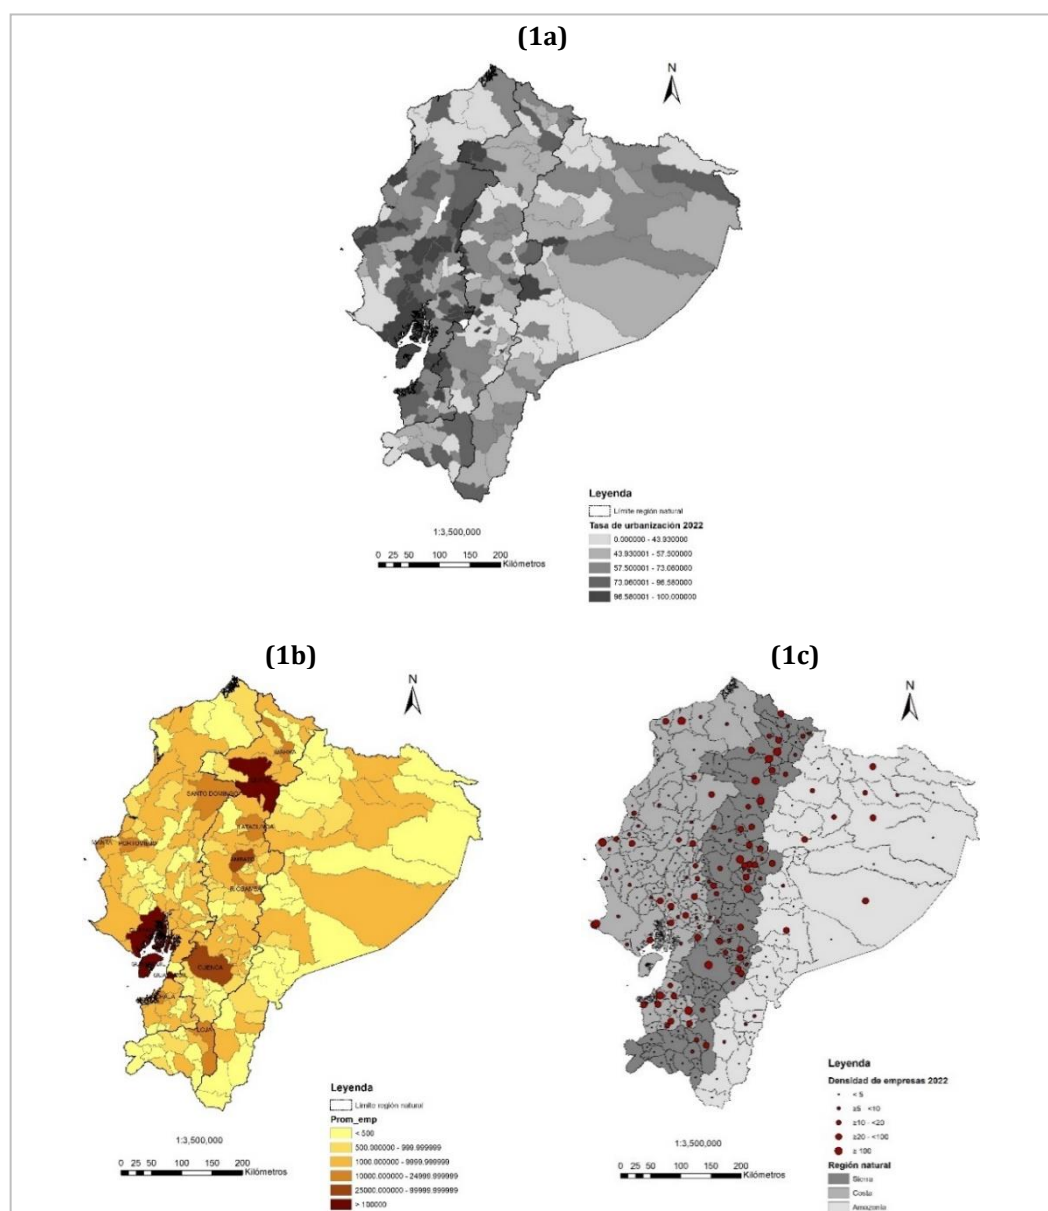 (1a)
N
Leyenda
Límite región natural
Tasa de urbanización 2022
0.000000 - 43.930000
43.930001 - 57.500000
57.500001 - 73.060000
73.060001 - 96.580000
96.580001 - 100.000000
1:3,500,000
0 25 50 100 150 200
Kilómetros
(1b)
N
SANTO DOMINGO
LATACUNGA
MANTA
PORTOVIEJO
AMBATO
RIOBAMBA
CUENCA
LOJA
Leyenda
Límite región natural
Prom_emp
< 500
500.000000 - 999.999999
1000.000000 - 9999.999999
10000.000000 - 24999.999999
25000.000000 - 99999.999999
> 100000
1:3,500,000
0 25 50 100 150 200
Kilómetros
(1c)
N
Leyenda
Densidad de empresas 2022
< 5
≥5 - <10
≥10 - <20
≥20 - <100
≥ 100
Región natural
Sierra
Costa
Amazonía
1:3,500,000
0 25 50 100 150 200
Kilómetros